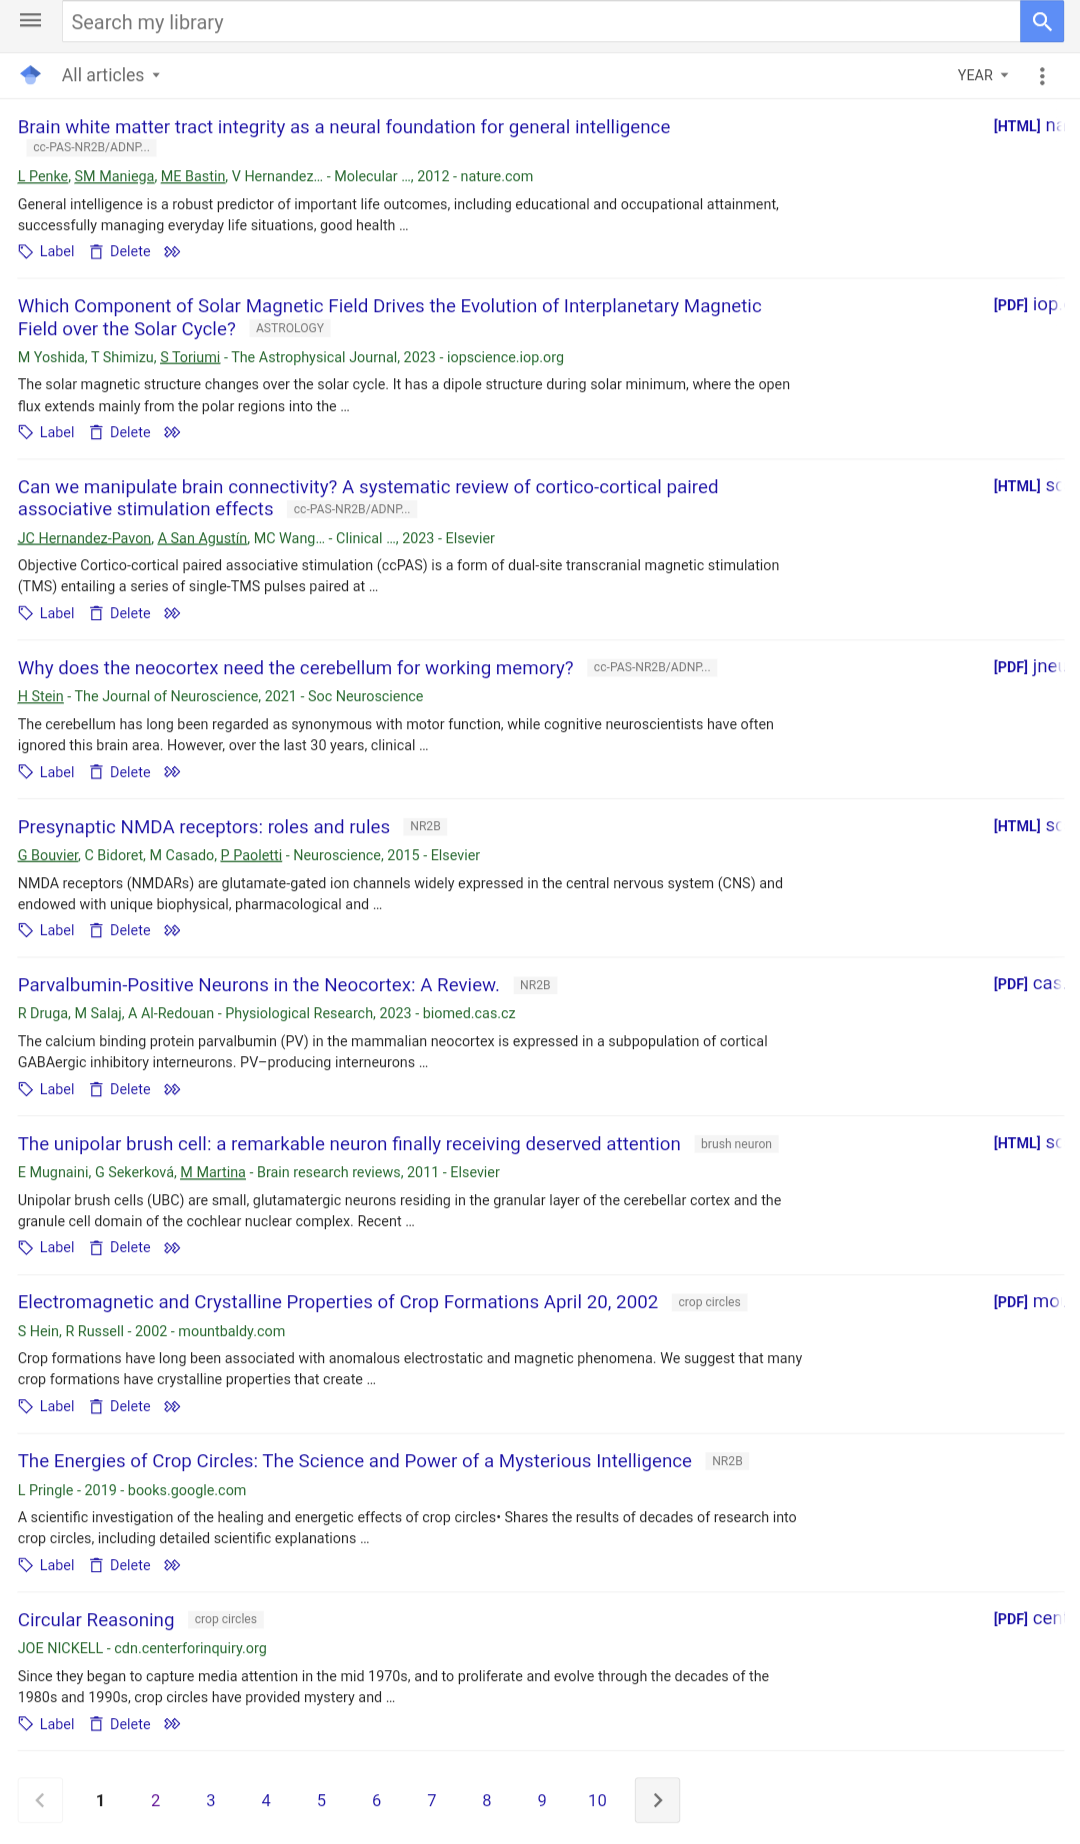 Search my library
All articles
YEAR
Brain white matter tract integrity as a neural foundation for general intelligence
[HTML]
cc-PAS-NR2B/ADNP...
L Penke, SM Maniega, ME Bastin, V Hernandez… - Molecular …, 2012 - nature.com
General intelligence is a robust predictor of important life outcomes, including educational and occupational attainment,
successfully managing everyday life situations, good health …
Label Delete
Which Component of Solar Magnetic Field Drives the Evolution of Interplanetary Magnetic
[PDF] iop
Field over the Solar Cycle? ASTROLOGY
M Yoshida, T Shimizu, S Toriumi - The Astrophysical Journal, 2023 - iopscience.iop.org
The solar magnetic structure changes over the solar cycle. It has a dipole structure during solar minimum, where the open
flux extends mainly from the polar regions into the …
Label Delete
Can we manipulate brain connectivity? A systematic review of cortico-cortical paired
[HTML]
associative stimulation effects cc-PAS-NR2B/ADNP...
JC Hernandez-Pavon, A San Agustín, MC Wang… - Clinical …, 2023 - Elsevier
Objective Cortico-cortical paired associative stimulation (ccPAS) is a form of dual-site transcranial magnetic stimulation
(TMS) entailing a series of single-TMS pulses paired at …
Label Delete
Why does the neocortex need the cerebellum for working memory? cc-PAS-NR2B/ADNP...
[PDF]
H Stein - The Journal of Neuroscience, 2021 - Soc Neuroscience
The cerebellum has long been regarded as synonymous with motor function, while cognitive neuroscientists have often
ignored this brain area. However, over the last 30 years, clinical …
Label Delete
Presynaptic NMDA receptors: roles and rules NR2B
[HTML]
G Bouvier, C Bidoret, M Casado, P Paoletti - Neuroscience, 2015 - Elsevier
NMDA receptors (NMDARs) are glutamate-gated ion channels widely expressed in the central nervous system (CNS) and
endowed with unique biophysical, pharmacological and …
Label Delete
Parvalbumin-Positive Neurons in the Neocortex: A Review. NR2B
[PDF] cas.
R Druga, M Salaj, A Al-Redouan - Physiological Research, 2023 - biomed.cas.cz
The calcium binding protein parvalbumin (PV) in the mammalian neocortex is expressed in a subpopulation of cortical
GABAergic inhibitory interneurons. PV–producing interneurons …
Label Delete
The unipolar brush cell: a remarkable neuron finally receiving deserved attention brush neuron
[HTML]
E Mugnaini, G Sekerková, M Martina - Brain research reviews, 2011 - Elsevier
Unipolar brush cells (UBC) are small, glutamatergic neurons residing in the granular layer of the cerebellar cortex and the
granule cell domain of the cochlear nuclear complex. Recent …
Label Delete
Electromagnetic and Crystalline Properties of Crop Formations April 20, 2002 crop circles
[PDF]
S Hein, R Russell - 2002 - mountbaldy.com
Crop formations have long been associated with anomalous electrostatic and magnetic phenomena. We suggest that many
crop formations have crystalline properties that create …
Label Delete
The Energies of Crop Circles: The Science and Power of a Mysterious Intelligence NR2B
L Pringle - 2019 - books.google.com
A scientific investigation of the healing and energetic effects of crop circles• Shares the results of decades of research into
crop circles, including detailed scientific explanations …
Label Delete
Circular Reasoning crop circles
[PDF]
JOE NICKELL - cdn.centerforinquiry.org
Since they began to capture media attention in the mid 1970s, and to proliferate and evolve through the decades of the
1980s and 1990s, crop circles have provided mystery and …
Label Delete
1 2 3 4 5 6 7 8 9 10